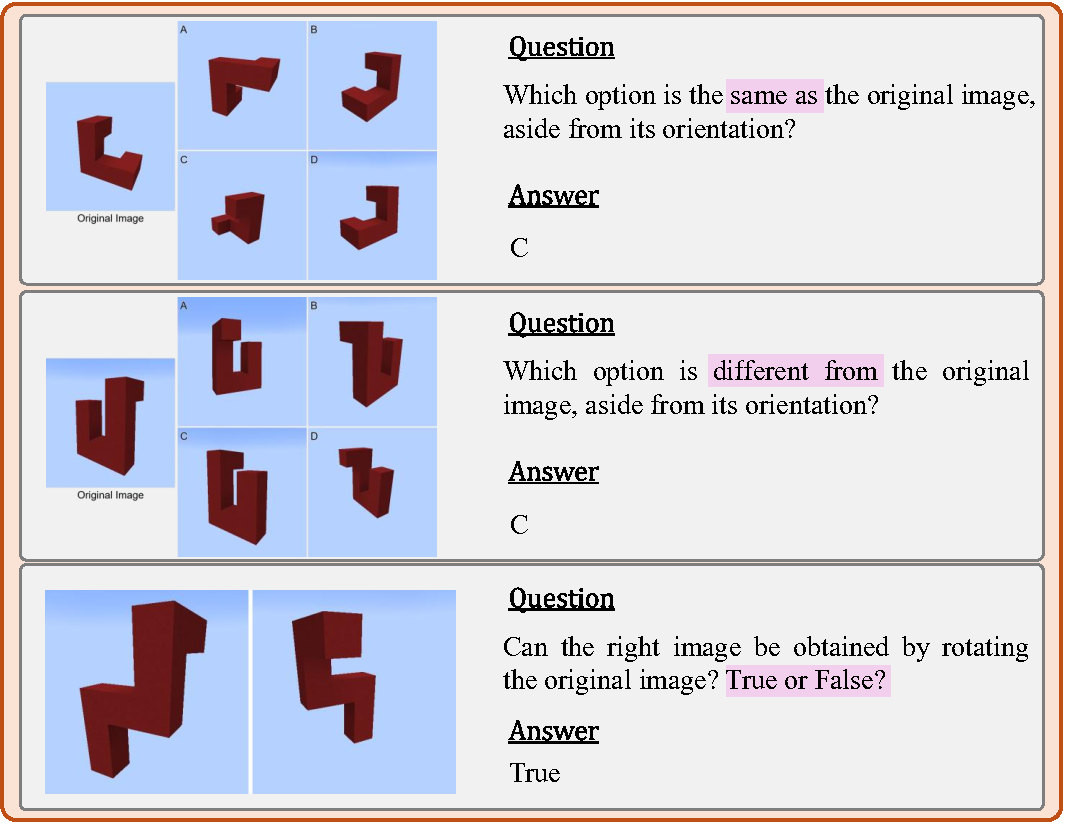 A
B
C
D
Original Image
Question
Which option is the same as the original image,
aside from its orientation?
Answer
C
A
B
C
D
Original Image
Question
Which option is different from the original
image, aside from its orientation?
Answer
C
Question
Can the right image be obtained by rotating
the original image? True or False?
Answer
True